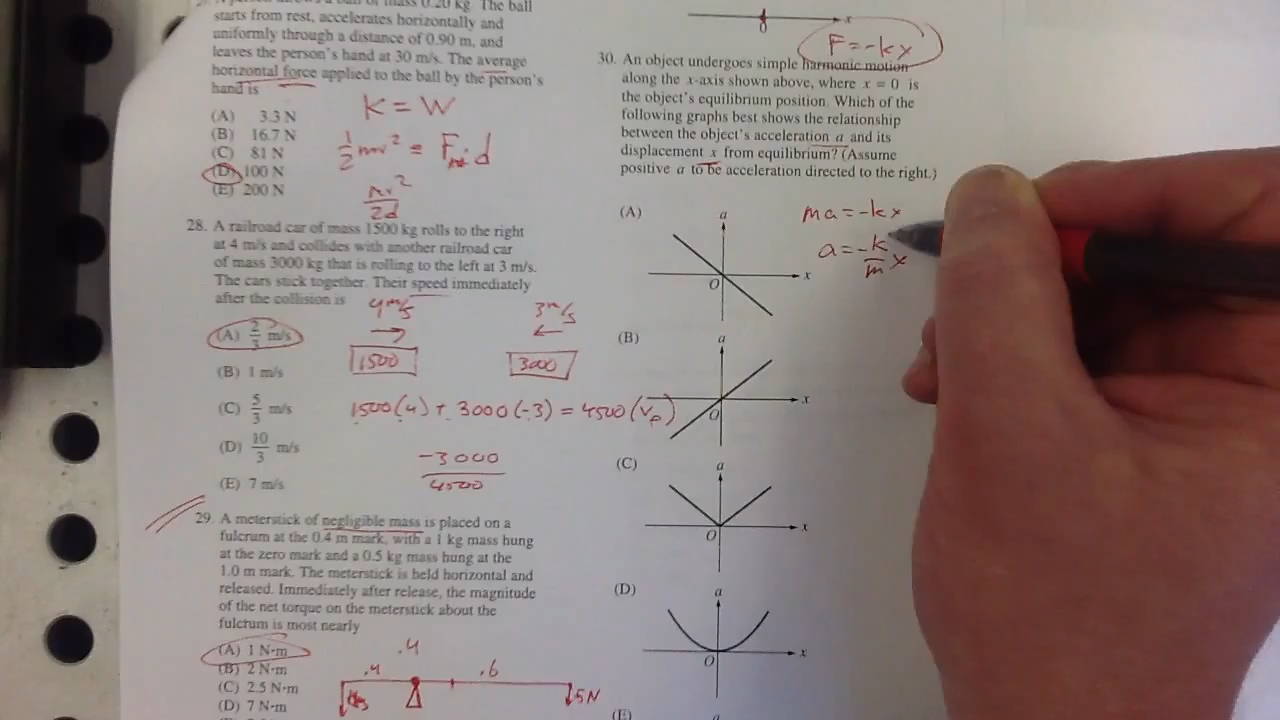 mass 0.20 kg. The ball
starts from rest, accelerates horizontally and
uniformly through a distance of 0.90 m, and
leaves the person's hand at 30 m/s. The average
horizontal force applied to the ball by the person's
hand is
(A) 3.3 N
(B) 16.7 N
(C) 81 N
(D) 100 N
(E) 200 N
K = W
1/2 mv² = F_net d
mv²/2d
28. A railroad car of mass 1500 kg rolls to the right
at 4 m/s and collides with another railroad car
of mass 3000 kg that is rolling to the left at 3 m/s.
The cars stick together. Their speed immediately
after the collision is
(A) 2/3 m/s
(B) 1 m/s
(C) 5/3 m/s
(D) 10/3 m/s
(E) 7 m/s
4 m/s
3 m/s
1500
3000
1500(4) + 3000(-3) = 4500(V_f)
-3000
4500
29. A meterstick of negligible mass is placed on a
fulcrum at the 0.4 m mark, with a 1 kg mass hung
at the zero mark and a 0.5 kg mass hung at the
1.0 m mark. The meterstick is held horizontal and
released. Immediately after release, the magnitude
of the net torque on the meterstick about the
fulcrum is most nearly
(A) 1 N·m
(B) 2 N·m
(C) 2.5 N·m
(D) 7 N·m
.4
.4
.6
5N
x
F = -kx
30. An object undergoes simple harmonic motion
along the x-axis shown above, where x = 0 is
the object's equilibrium position. Which of the
following graphs best shows the relationship
between the object's acceleration a and its
displacement x from equilibrium? (Assume
positive a to be acceleration directed to the right.)
(A)
a
O
x
ma = -kx
a = -k/m x
(B)
a
O
x
(C)
a
O
x
(D)
a
O
x
(E)
a